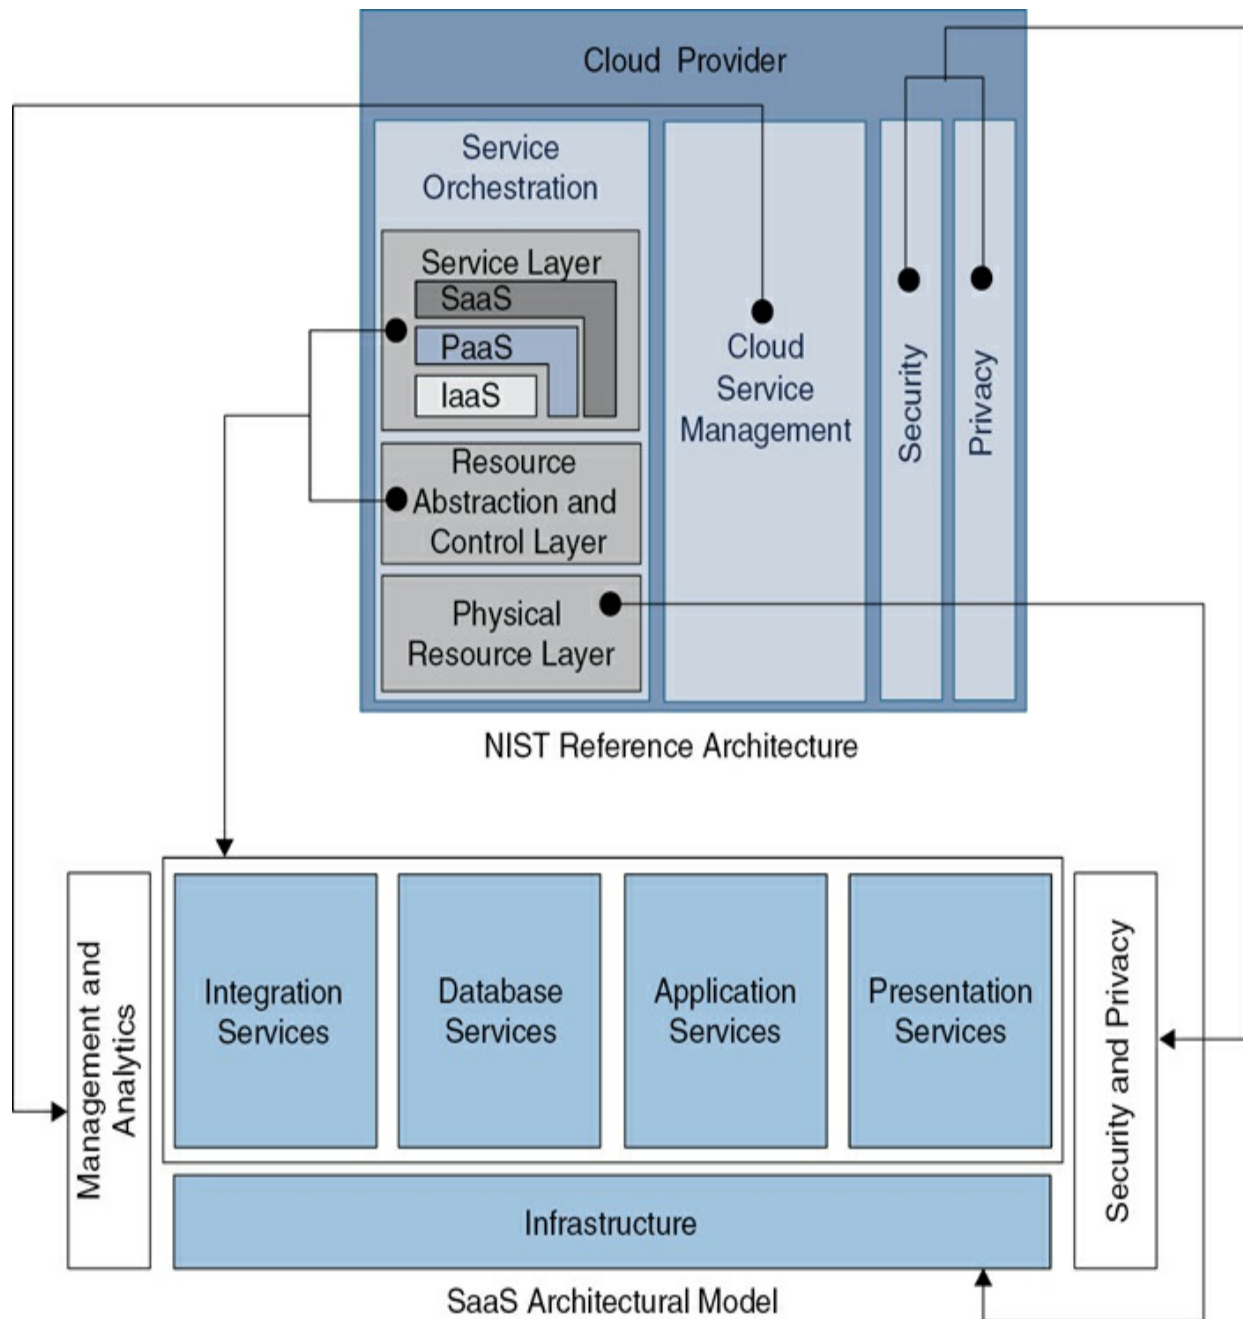 Cloud Provider
Service
Orchestration
Service Layer
SaaS
PaaS
IaaS
Resource
Abstraction and
Control Layer
Physical
Resource Layer
Cloud
Service
Management
Security
Privacy
NIST Reference Architecture
Management and
Analytics
Integration
Services
Database
Services
Application
Services
Presentation
Services
Security and Privacy
Infrastructure
SaaS Architectural Model